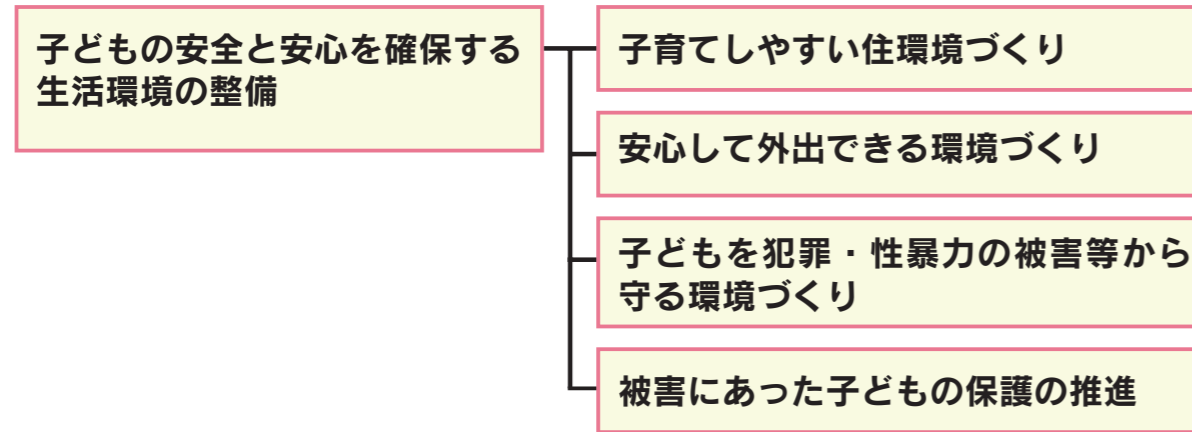 子どもの安全と安心を確保する
生活環境の整備
子育てしやすい住環境づくり
安心して外出できる環境づくり
子どもを犯罪・性暴力の被害等から
守る環境づくり
被害にあった子どもの保護の推進